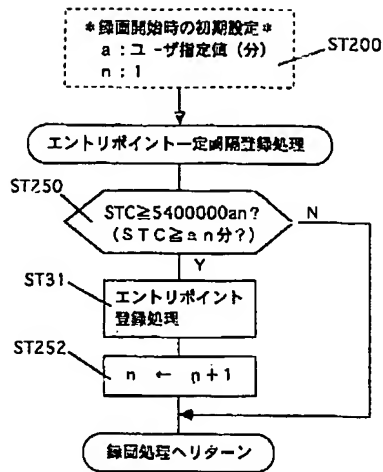 *録画開始時の初期設定*
a:ユーザ指定値(分)
n:1
ST200
エントリポイント一定間隔登録処理
ST250
STC≧5400000an?
(STC≧an分?)
N
Y
ST31
エントリポイント
登録処理
ST252
n ← n+1
録画処理へリターン